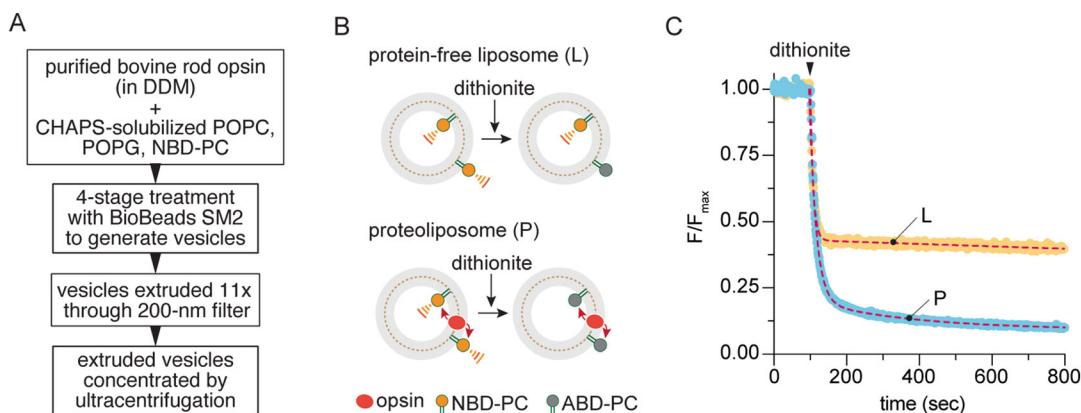 A
purified bovine rod opsin
(in DDM)
+
CHAPS-solubilized POPC,
POPG, NBD-PC
4-stage treatment
with BioBeads SM2
to generate vesicles
vesicles extruded 11x
through 200-nm filter
extruded vesicles
concentrated by
ultracentrifugation
B
protein-free liposome (L)
dithionite
proteoliposome (P)
dithionite
opsin NBD-PC ABD-PC
C
dithionite
1.00
0.75
0.50
0.25
0.00
F/Fmax
L
P
0 200 400 600 800
time (sec)